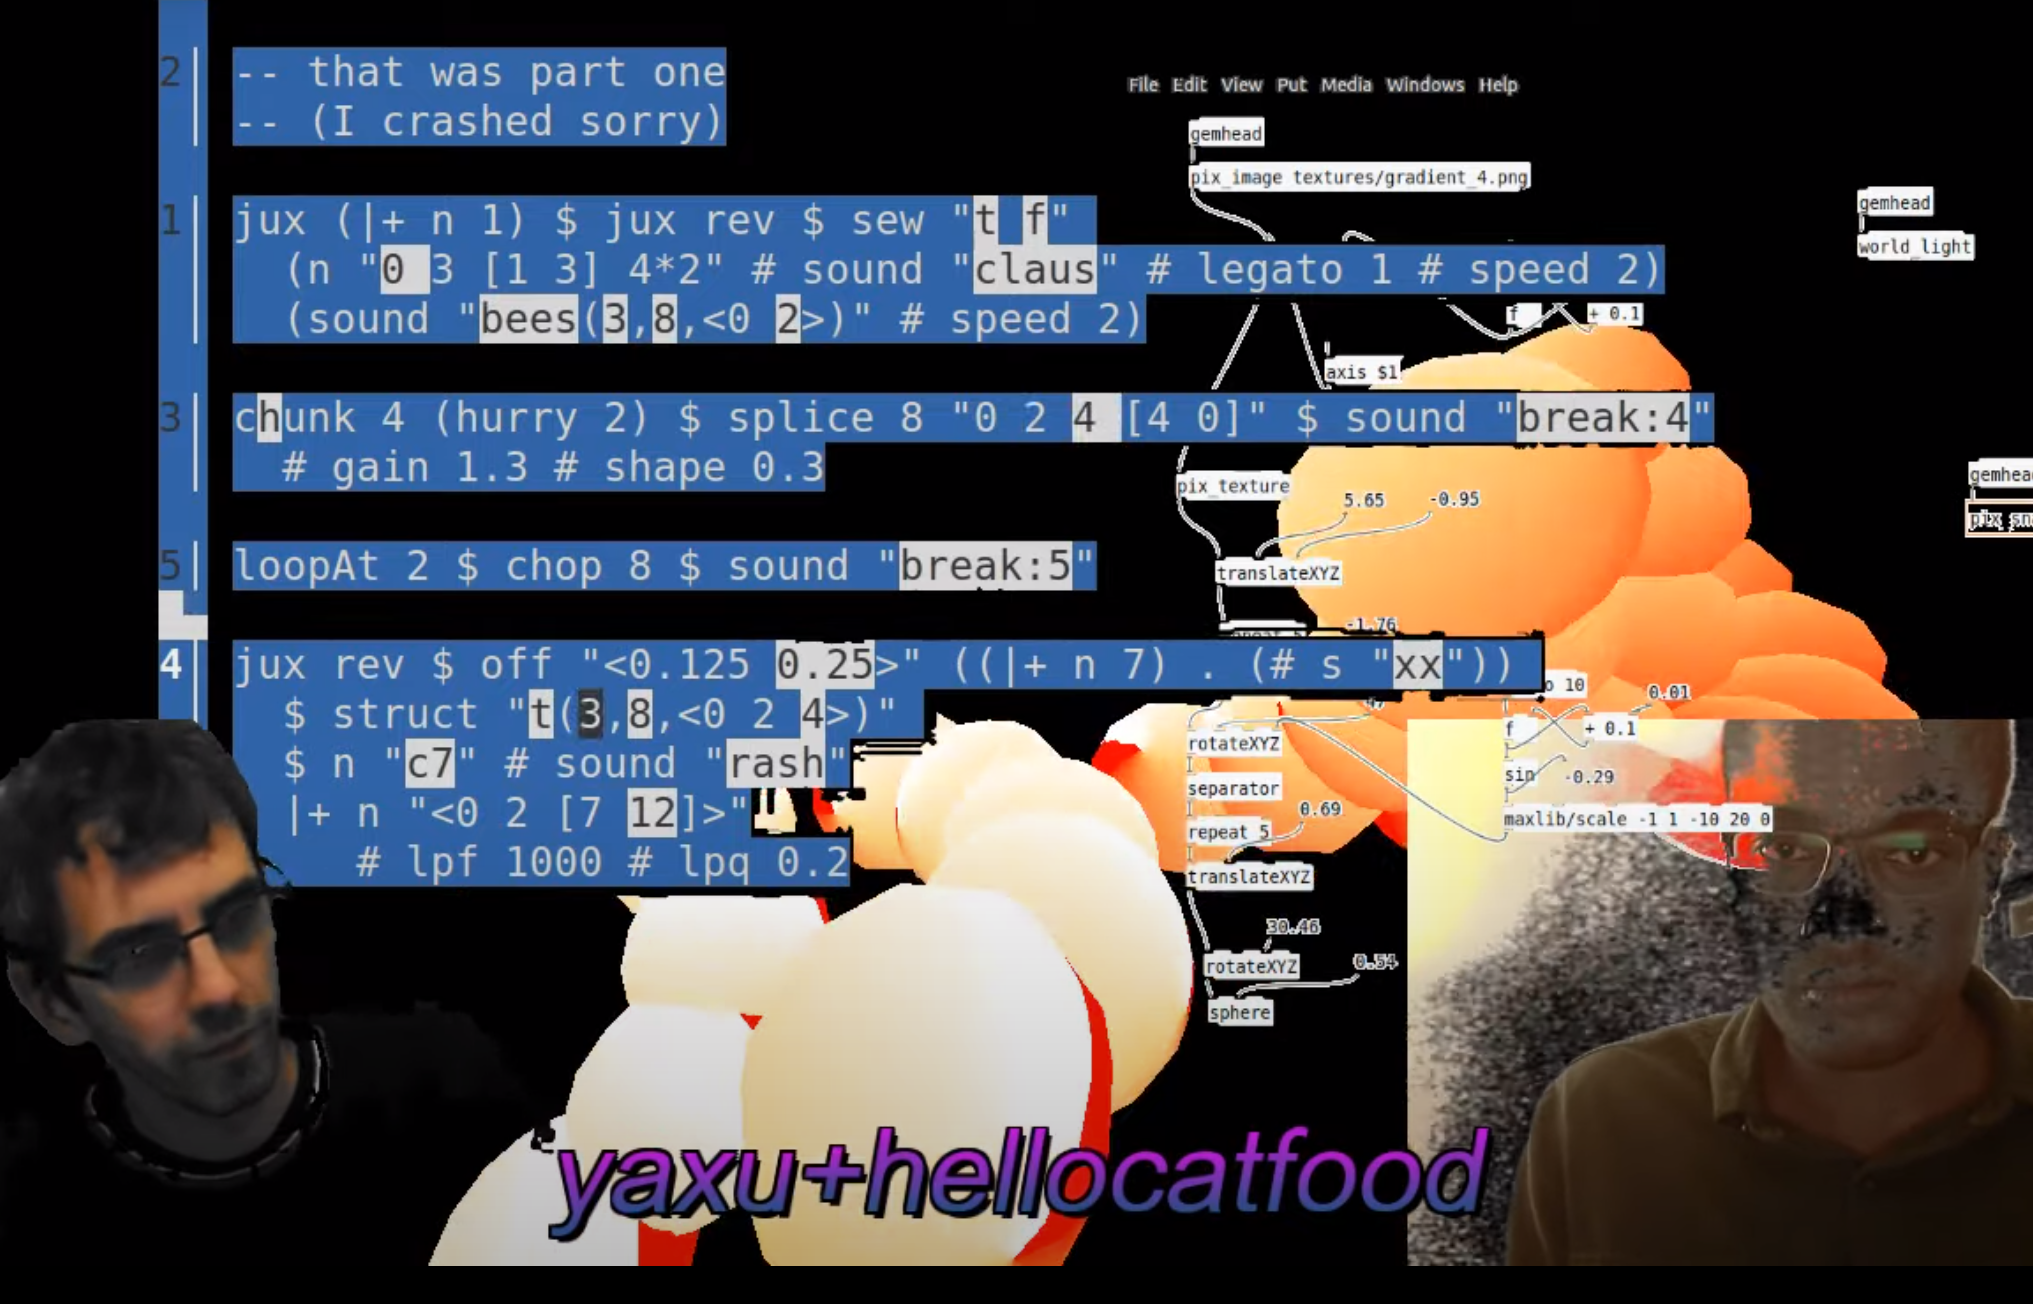 2
-- that was part one
-- (I crashed sorry)
1
jux (|+ n 1) $ jux rev $ sew "t f"
(n "0 3 [1 3] 4*2" # sound "claus" # legato 1 # speed 2)
(sound "bees(3,8,<0 2>)" # speed 2)
3
chunk 4 (hurry 2) $ splice 8 "0 2 4 [4 0]" $ sound "break:4"
# gain 1.3 # shape 0.3
5
loopAt 2 $ chop 8 $ sound "break:5"
4
jux rev $ off "<0.125 0.25>" ((|+ n 7) . (# s "xx"))
$ struct "t(3,8,<0 2 4>)"
$ n "c7" # sound "rash"
|+ n "<0 2 [7 12]>"
# lpf 1000 # lpq 0.2
File Edit View Put Media Windows Help
gemhead
pix_image textures/gradient_4.png
gemhead
world_light
f
+ 0.1
axis $1
pix_texture
5.65
-0.95
translateXYZ
-1.76
10
0.01
f
+ 0.1
rotateXYZ
sin
-0.29
separator
0.69
maxlib/scale -1 1 -10 20 0
repeat 5
translateXYZ
30.46
rotateXYZ
0.54
sphere
yaxu+hellocatfood